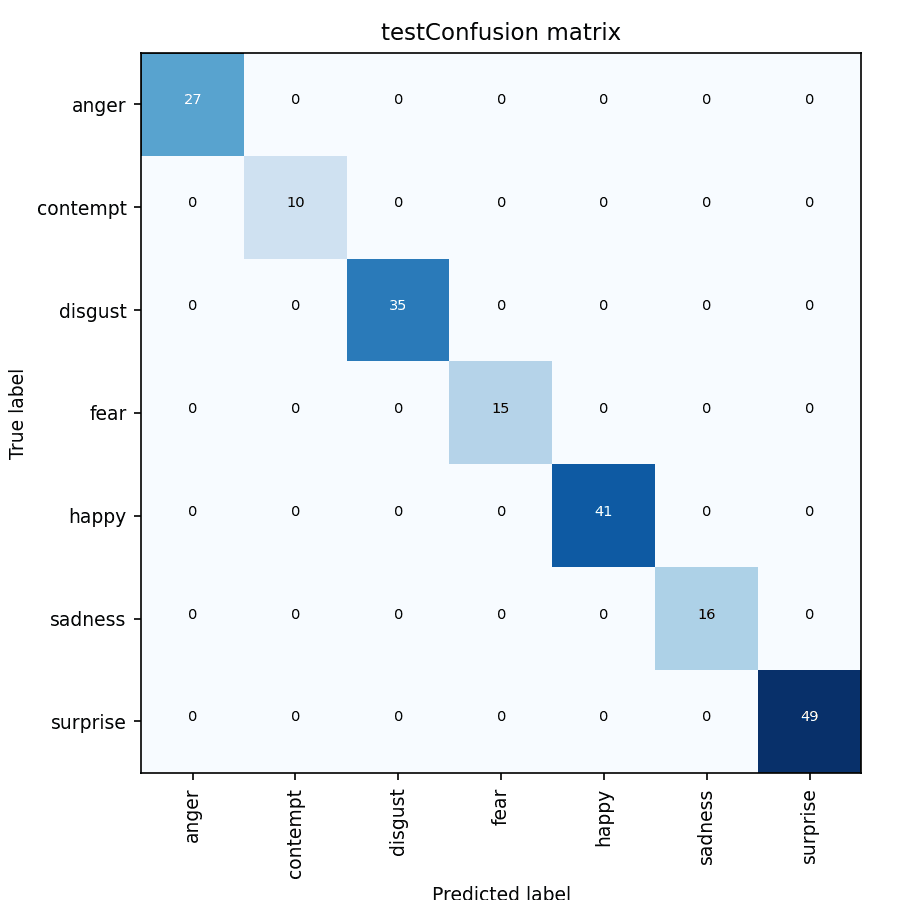 testConfusion matrix
anger 27 0 0 0 0 0 0
contempt 0 10 0 0 0 0 0
disgust 0 0 35 0 0 0 0
fear 0 0 0 15 0 0 0
happy 0 0 0 0 41 0 0
sadness 0 0 0 0 0 16 0
surprise 0 0 0 0 0 0 49
True label
anger contempt disgust fear happy sadness surprise
Predicted label